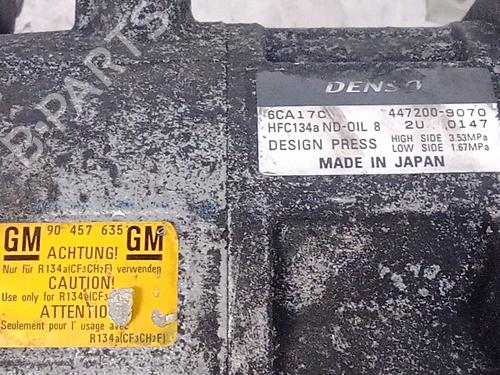 B-PARTS
DENSO
6CA17C 447200-9070
HFC134a ND-OIL 8 2U 0147
DESIGN PRESS HIGH SIDE 3.53MPa
LOW SIDE 1.67MPa
MADE IN JAPAN
GM 90 457 635 GM
ACHTUNG!
Nur für R134a(CF3CH2F) verwenden
CAUTION!
Use only for R134a(CF3
ATTENTION
Seulement pour l' usage avec
R134a(CF3CH2F)